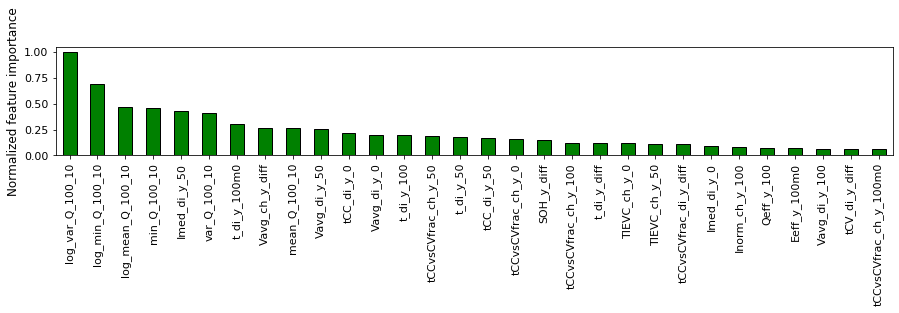 Normalized feature importance
1.00
0.75
0.50
0.25
0.00
log_var_Q_100_10
log_min_Q_100_10
log_mean_Q_100_10
min_Q_100_10
Imed_di_y_50
var_Q_100_10
t_di_y_100m0
Vavg_ch_y_diff
mean_Q_100_10
Vavg_di_y_50
tCC_di_y_0
Vavg_di_y_0
t_di_y_100
tCCvsCVfrac_ch_y_50
t_di_y_50
tCC_di_y_50
tCCvsCVfrac_ch_y_0
SOH_y_diff
tCCvsCVfrac_ch_y_100
t_di_y_diff
TIEVC_ch_y_0
TIEVC_ch_y_50
tCCvsCVfrac_di_y_diff
Imed_di_y_0
Inorm_ch_y_100
Qeff_y_100
Eeff_y_100m0
Vavg_di_y_100
tCV_di_y_diff
tCCvsCVfrac_ch_y_100m0